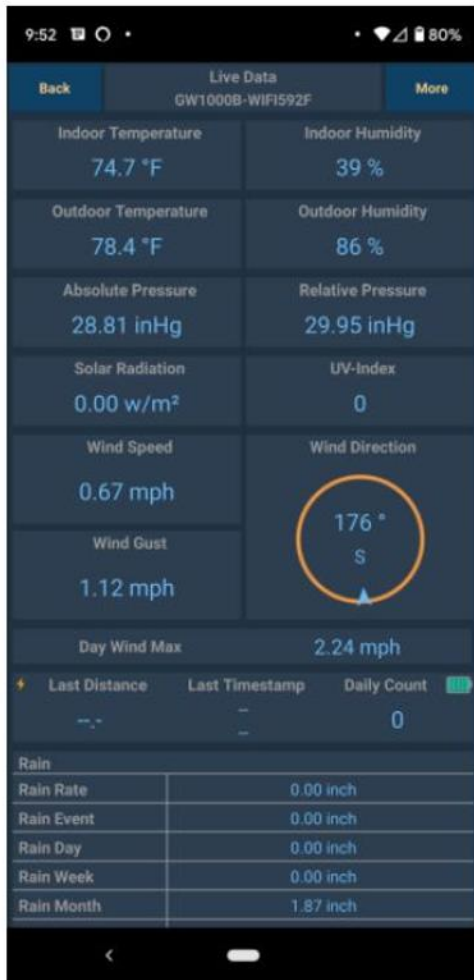 9:52 80%
Back Live Data More
GW1000B-WIFI592F
Indoor Temperature Indoor Humidity
74.7 °F 39 %
Outdoor Temperature Outdoor Humidity
78.4 °F 86 %
Absolute Pressure Relative Pressure
28.81 inHg 29.95 inHg
Solar Radiation UV-Index
0.00 w/m² 0
Wind Speed Wind Direction
0.67 mph 176 °
S
Wind Gust
1.12 mph
Day Wind Max 2.24 mph
Last Distance Last Timestamp Daily Count
--.- -- 0
--
Rain
Rain Rate 0.00 inch
Rain Event 0.00 inch
Rain Day 0.00 inch
Rain Week 0.00 inch
Rain Month 1.87 inch